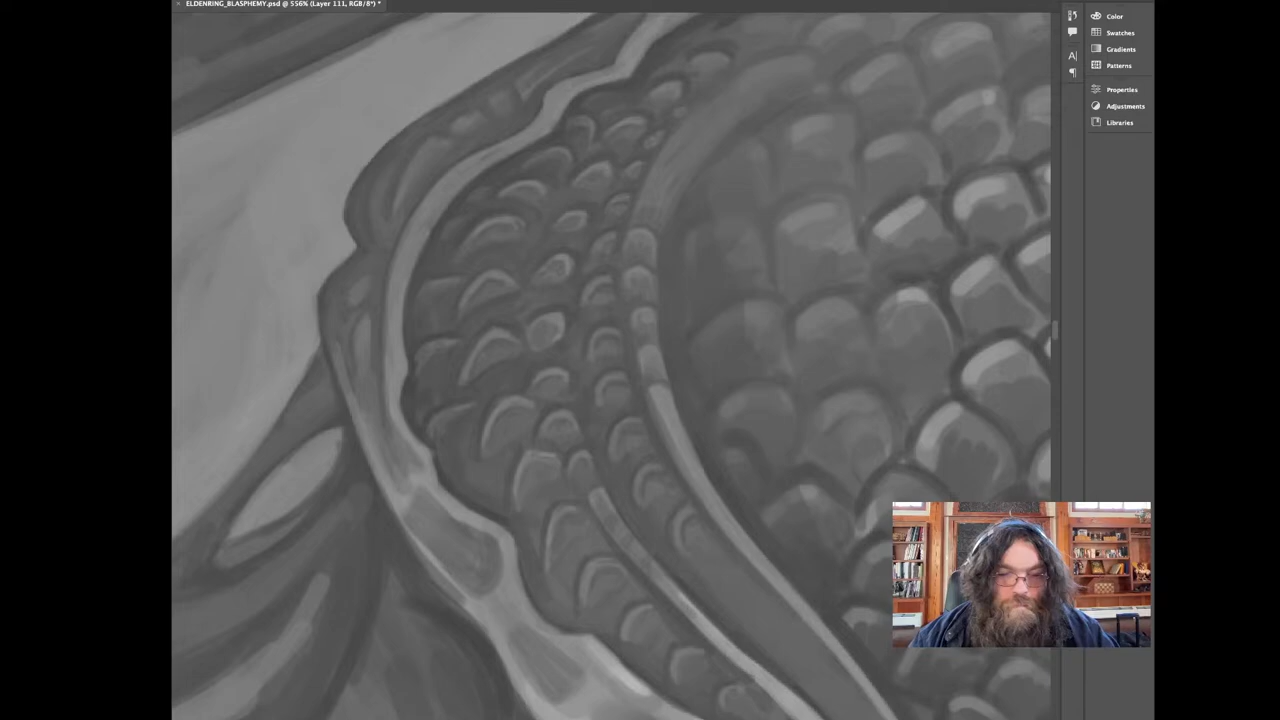 ELDENRING_BLASPHEMY.psd @ 556% (Layer 111, RGB/8*) *
Color
Swatches
Gradients
Patterns
Properties
Adjustments
Libraries